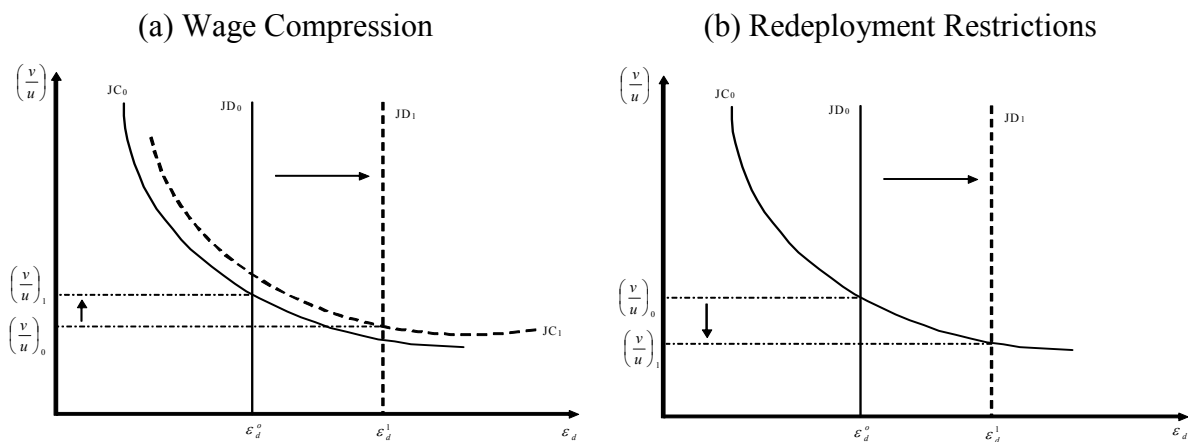 (a) Wage Compression
(v/u)
JC₀
JD₀
JD₁
(v/u)₁
(v/u)₀
JC₁
ε_d^o
ε_d^1
ε_d
(b) Redeployment Restrictions
(v/u)
JC₀
JD₀
JD₁
(v/u)₀
(v/u)₁
ε_d^o
ε_d^1
ε_d